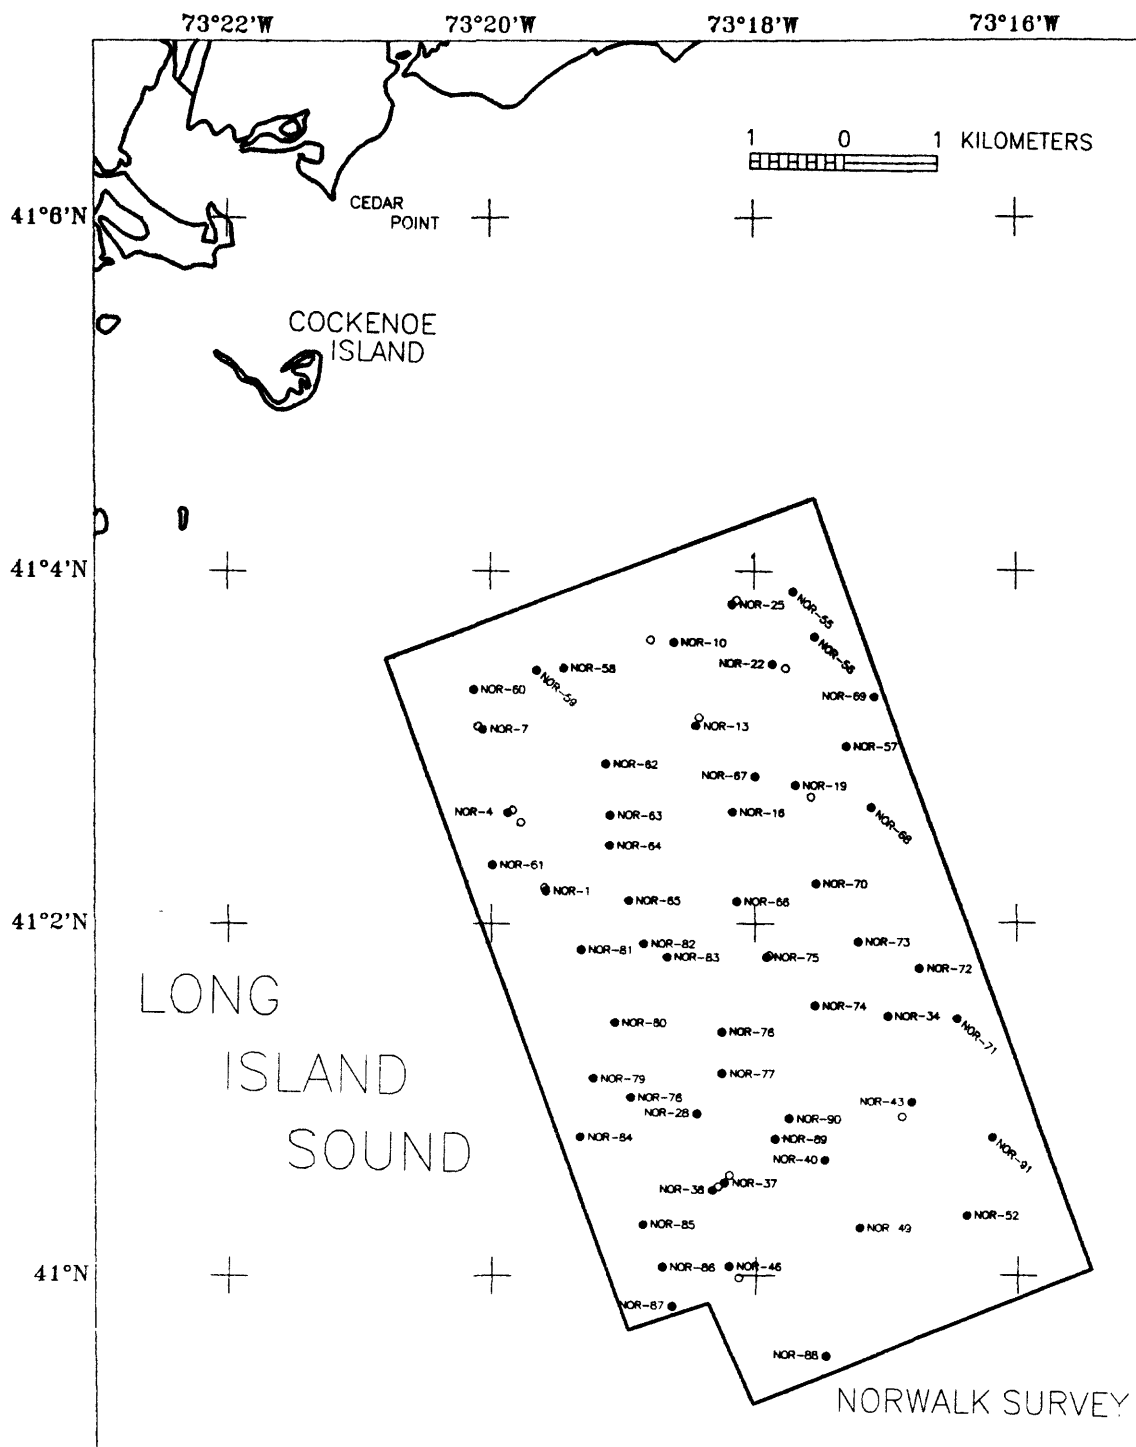 73°22'W 73°20'W 73°18'W 73°16'W
1 0 1 KILOMETERS
CEDAR
POINT
41°6'N
COCKENOE
ISLAND
41°4'N
NOR-55
NOR-25
NOR-56
NOR-10
NOR-22
NOR-58
NOR-59
NOR-60
NOR-69
NOR-7
NOR-13
NOR-57
NOR-62
NOR-67
NOR-19
NOR-4
NOR-63
NOR-16
NOR-68
NOR-64
NOR-61
NOR-1
NOR-70
NOR-65
NOR-66
41°2'N
NOR-81
NOR-82
NOR-83
NOR-75
NOR-73
NOR-72
LONG
NOR-74
NOR-34
NOR-71
NOR-80
NOR-76
ISLAND
NOR-79
NOR-77
NOR-76
NOR-28
NOR-43
NOR-90
SOUND
NOR-84
NOR-89
NOR-91
NOR-40
NOR-38
NOR-37
NOR-85
NOR 49
NOR-52
41°N
NOR-86
NOR-46
NOR-87
NOR-88
NORWALK SURVEY